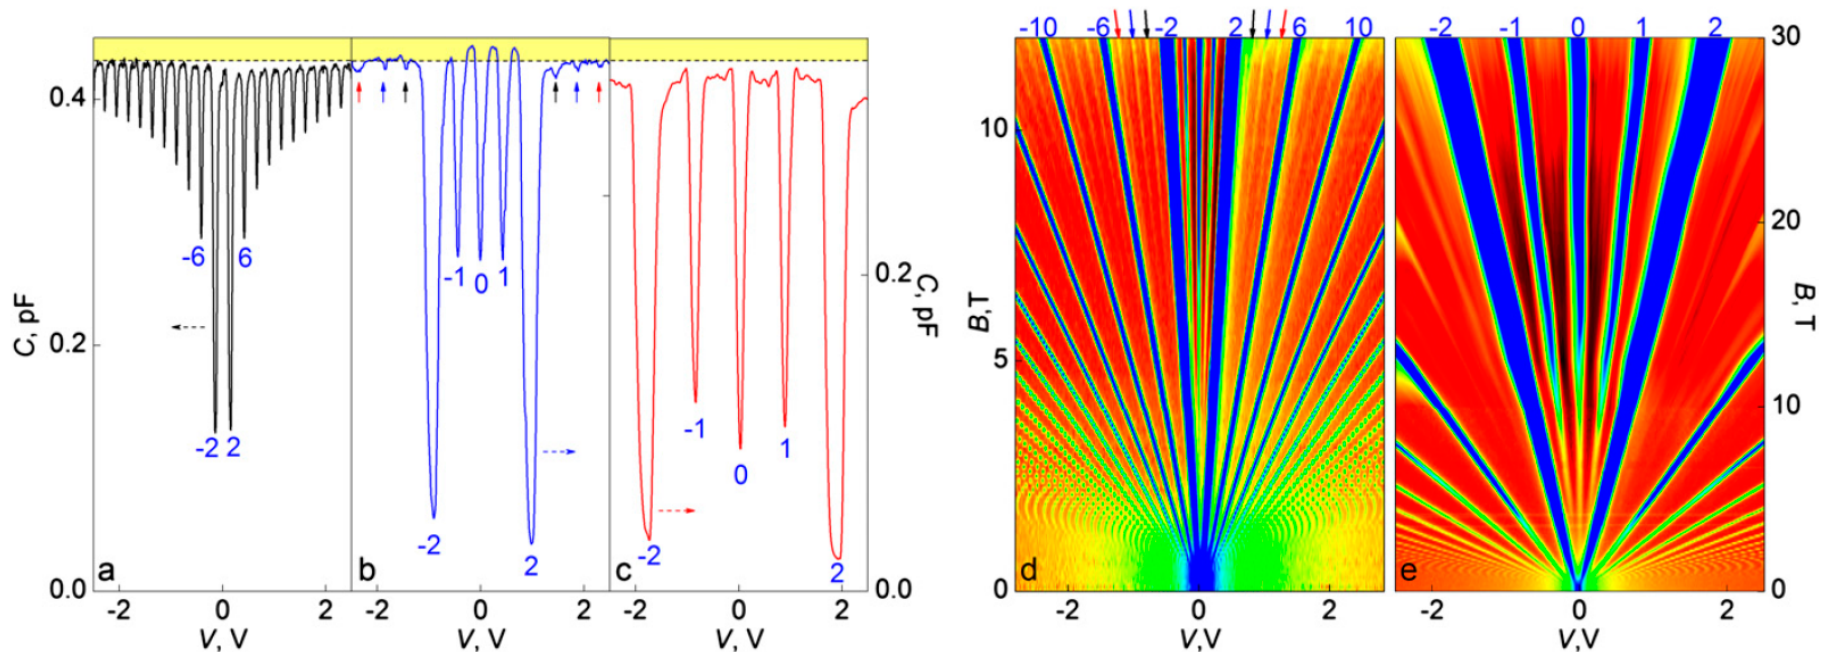 -10 -6 -2 2 6 10 -2 -1 0 1 2
30
0.4
10
-6 6
-1 0 1
20
0.2
C, pF
B,T
B, T
C, pF
0.2
5
-1 1
0
10
-2 2
-2 2
-2 2
a b c d e
0.0 0.0 0 0
-2 0 2 -2 0 2 -2 0 2 -2 0 2 -2 0 2
V, V V, V V, V V,V V,V